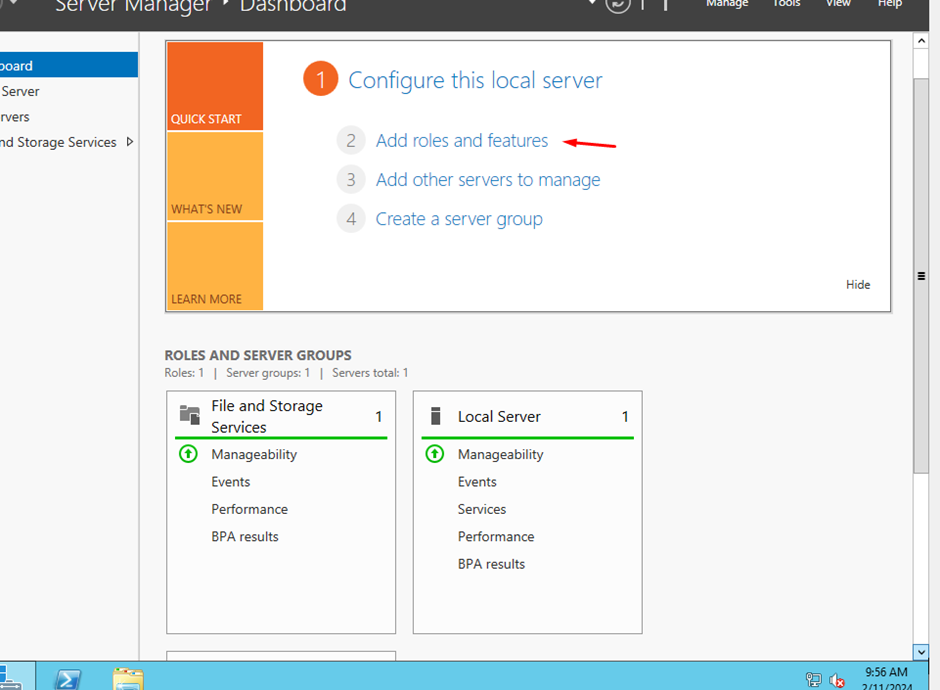 Server Manager • Dashboard
Manage Tools View Help
board
Server
rvers
nd Storage Services
QUICK START
WHAT'S NEW
LEARN MORE
1 Configure this local server
2 Add roles and features
3 Add other servers to manage
4 Create a server group
Hide
ROLES AND SERVER GROUPS
Roles: 1 | Server groups: 1 | Servers total: 1
File and Storage Services 1
Manageability
Events
Performance
BPA results
Local Server 1
Manageability
Events
Services
Performance
BPA results
9:56 AM
2/11/2024